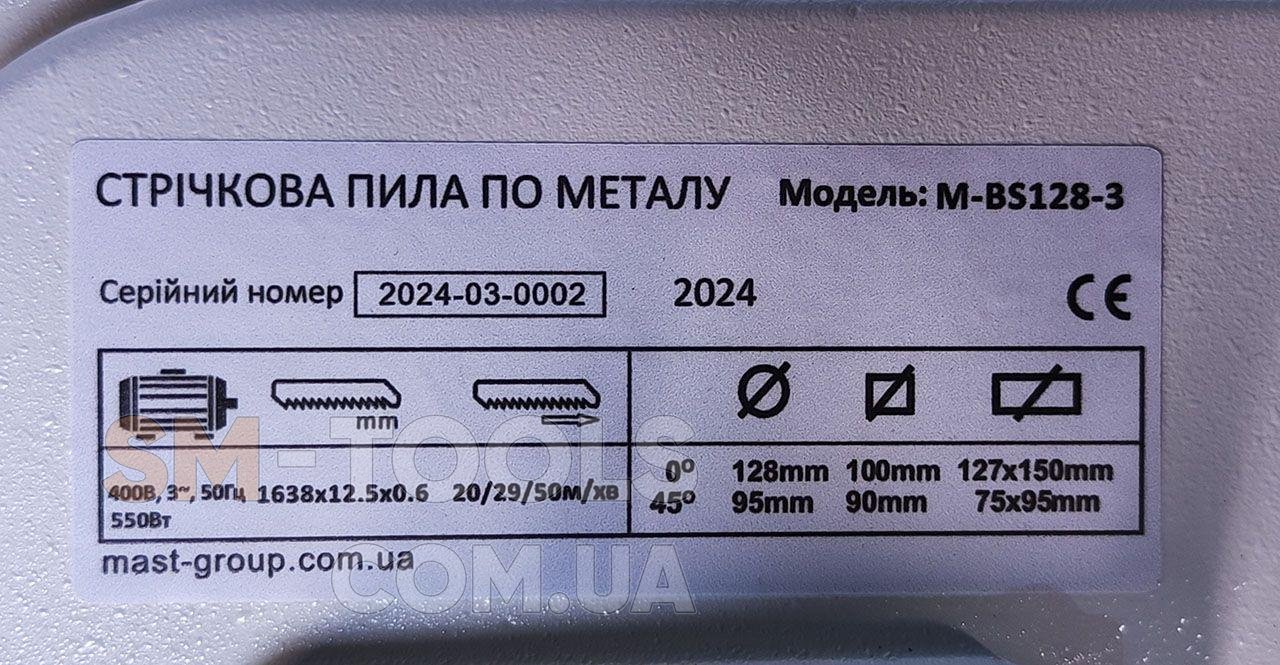 СТРІЧКОВА ПИЛА ПО МЕТАЛУ Модель: M-BS128-3
Серійний номер 2024-03-0002 2024 CE
mm
0° 128mm 100mm 127x150mm
400В, 3~, 50Гц 1638x12.5x0.6 20/29/50м/хв
45° 95mm 90mm 75x95mm
550Вт
mast-group.com.ua
SM-TOOLS
COM.UA